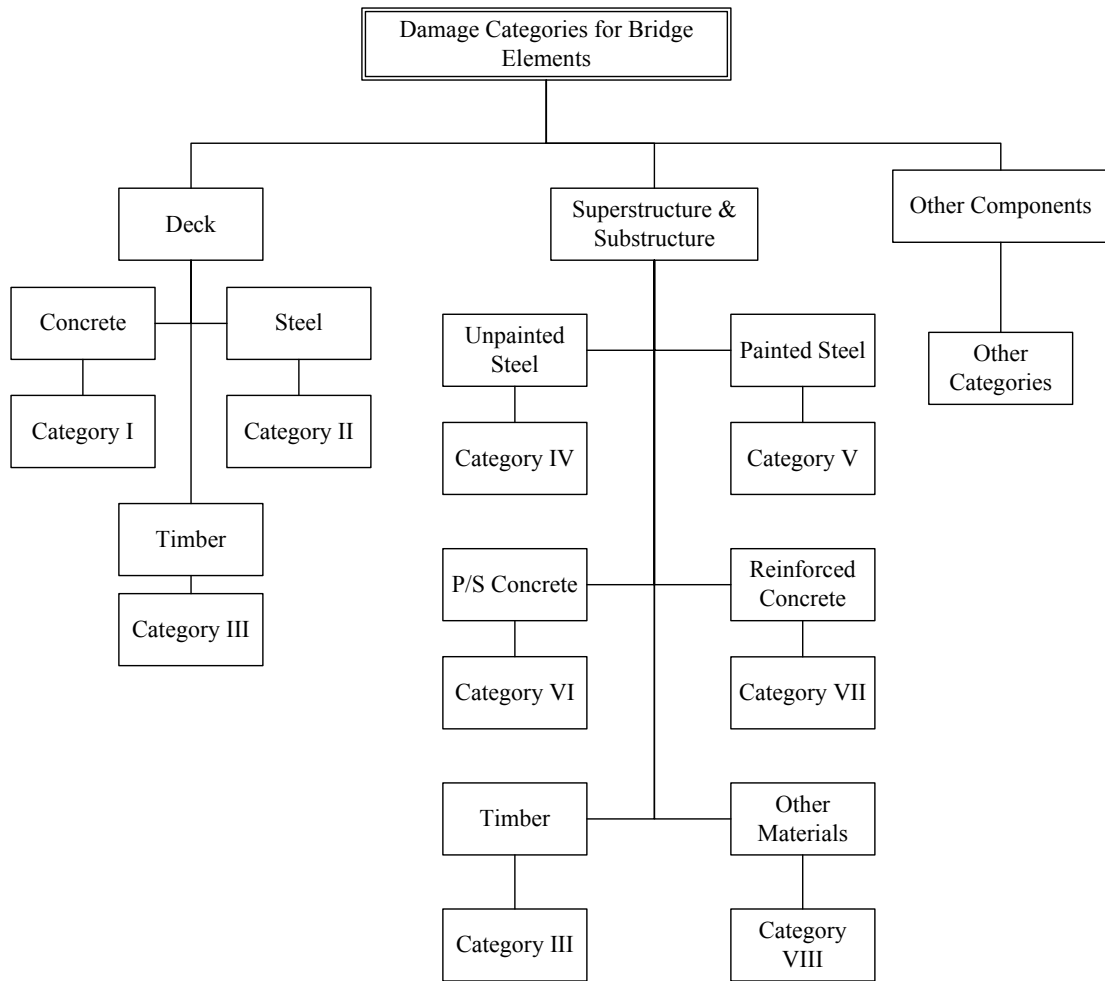 Damage Categories for Bridge
Elements
Deck
Superstructure &
Substructure
Other Components
Concrete
Steel
Unpainted
Steel
Painted Steel
Other
Categories
Category I
Category II
Category IV
Category V
Timber
P/S Concrete
Reinforced
Concrete
Category III
Category VI
Category VII
Timber
Other
Materials
Category III
Category
VIII